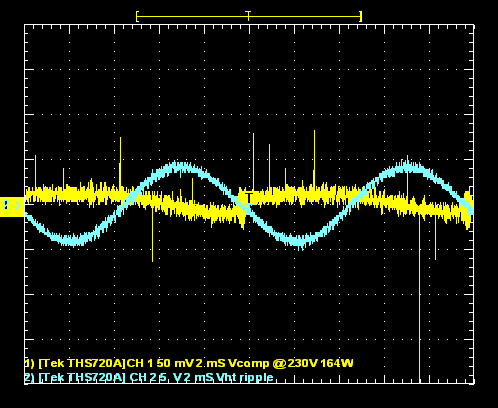 1) [Tek THS720A]CH 1 50 mV 2 mS Vcomp @230V 164W
2) [Tek THS720A] CH 2 5 V 2 mS Vht ripple